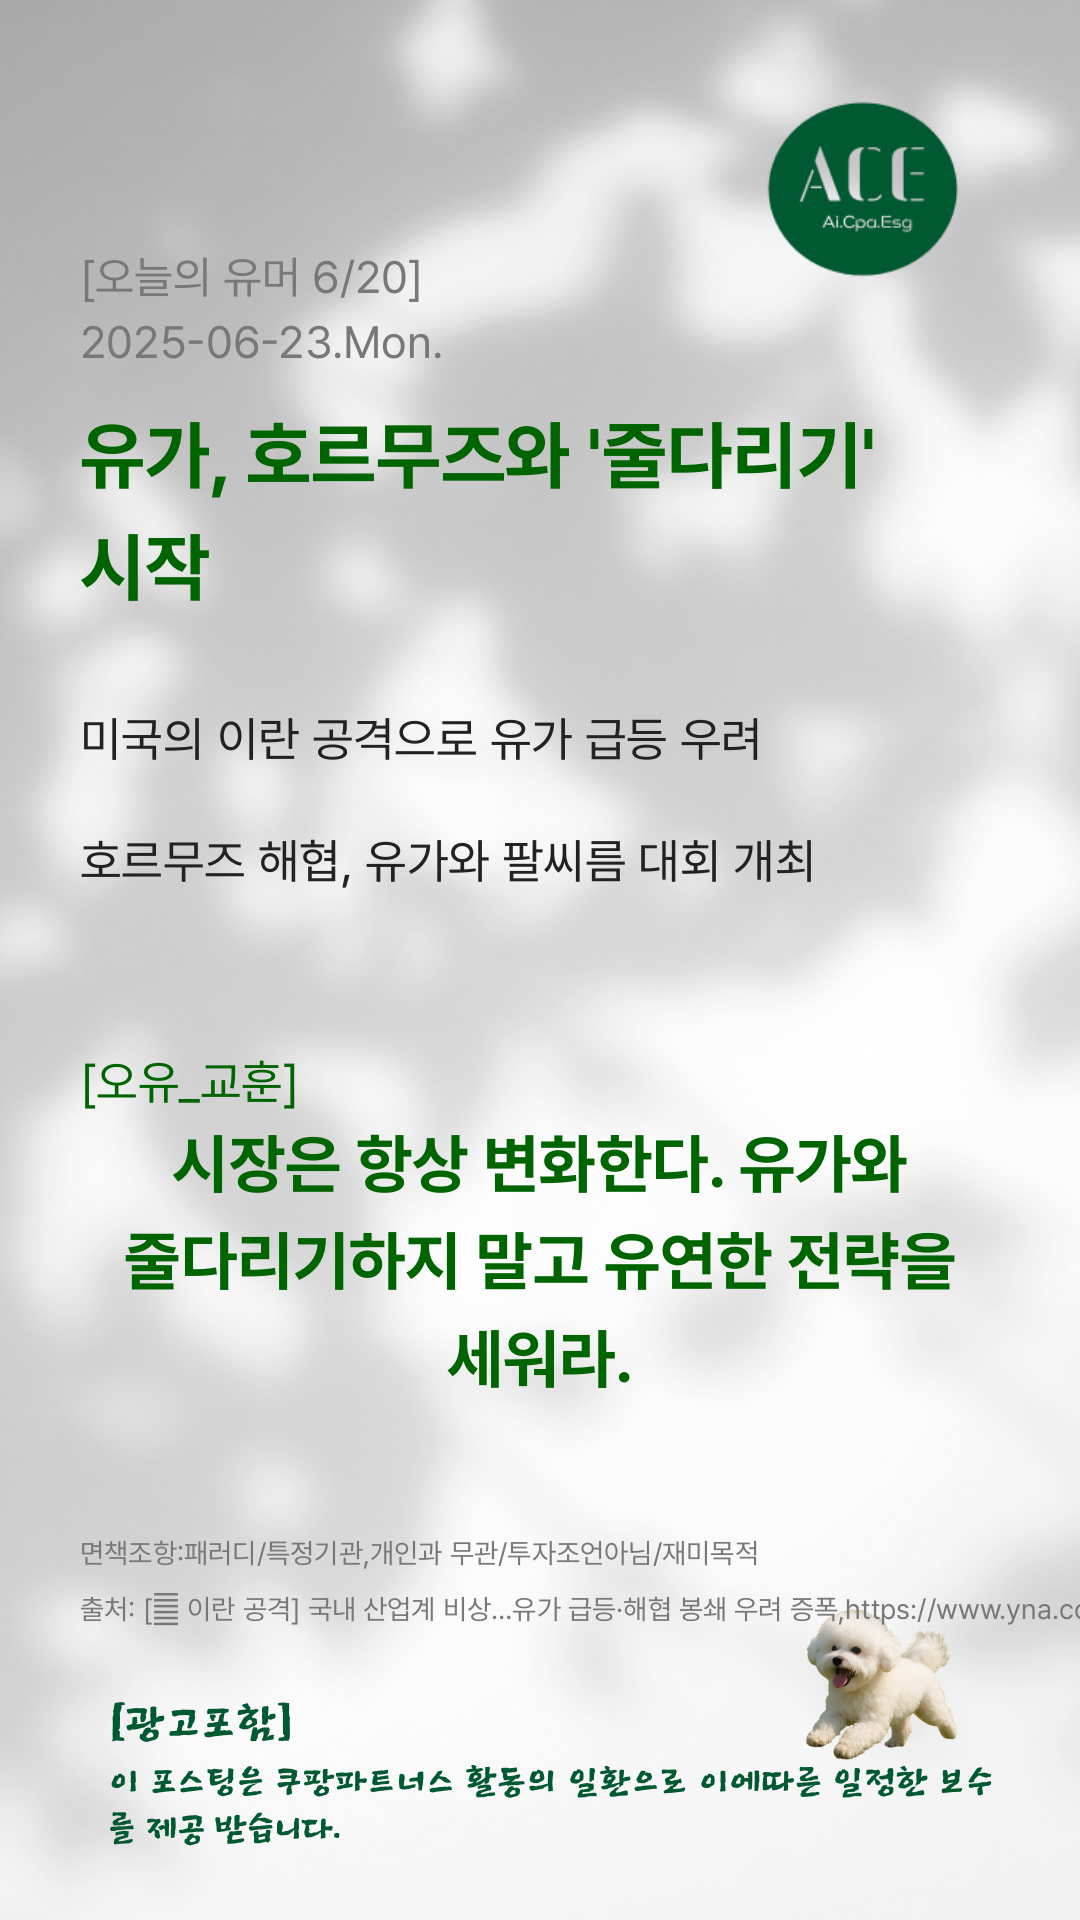 ACE
Ai.Cpa.Esg
[오늘의 유머 6/20]
2025-06-23.Mon.
유가, 호르무즈와 '줄다리기'
시작
미국의 이란 공격으로 유가 급등 우려
호르무즈 해협, 유가와 팔씨름 대회 개최
[오유_교훈]
시장은 항상 변화한다. 유가와
줄다리기하지 말고 유연한 전략을
세워라.
면책조항:패러디/특정기관,개인과 무관/투자조언아님/재미목적
출처: [ 이란 공격] 국내 산업계 비상...유가 급등·해협 봉쇄 우려 증폭,https://www.yna.co
[광고포함]
이 포스팅은 쿠팡파트너스 활동의 일환으로 이에따른 일정한 보수
를 제공 받습니다.